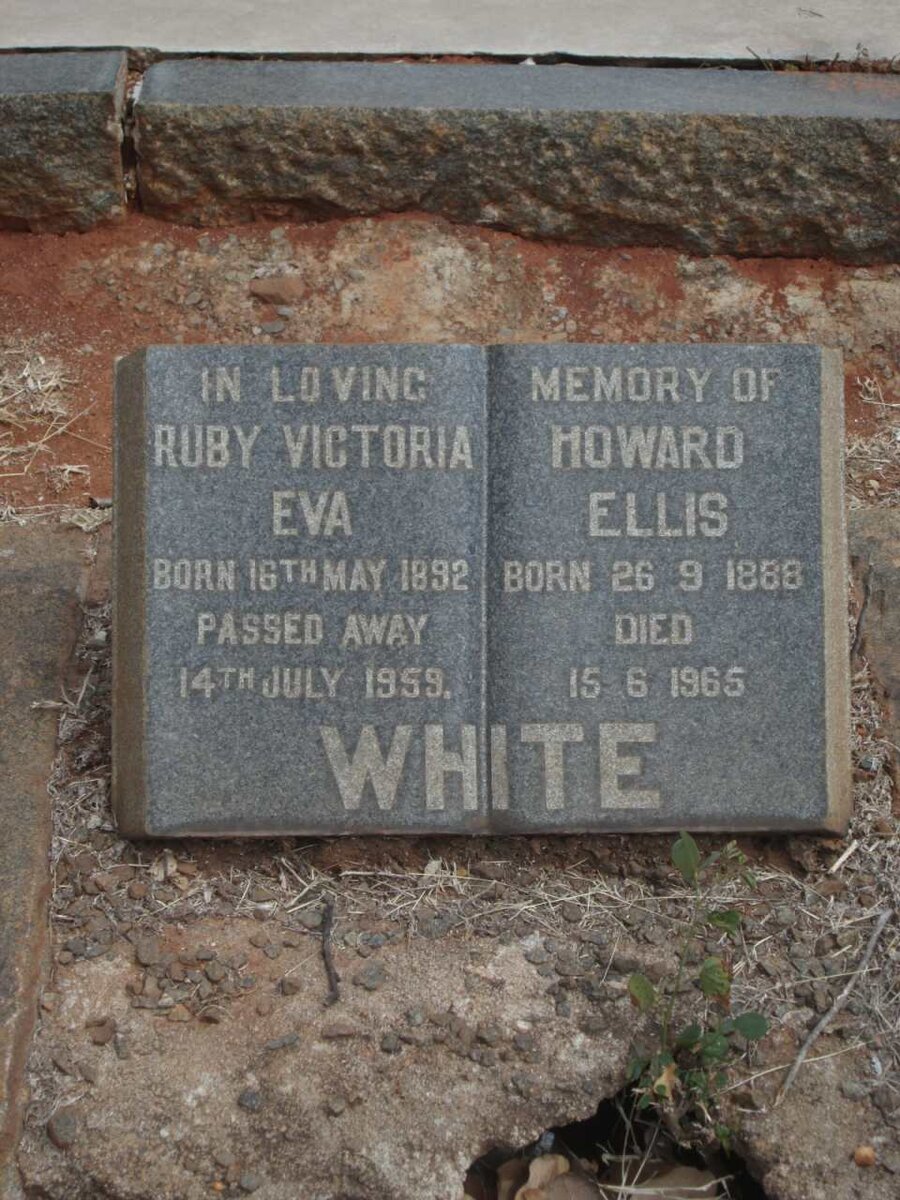 IN LOVING
RUBY VICTORIA
EVA
BORN 16TH MAY 1892
PASSED AWAY
14TH JULY 1959.
MEMORY OF
HOWARD
ELLIS
BORN 26 9 1888
DIED
15 6 1965
WHITE